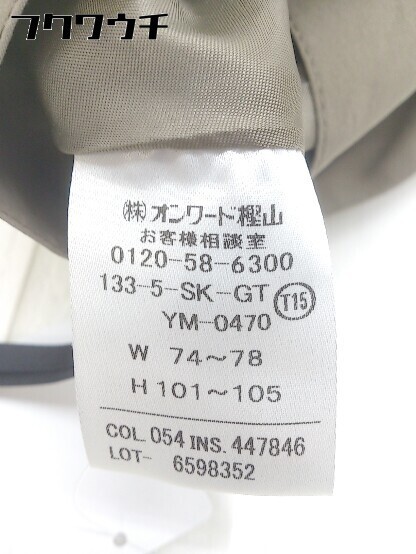 フクワウチ
㈱オンワード樫山
お客様相談室
0120-58-6300
133-5-SK-GT
T15
YM-0470
W 74～78
H 101～105
COL. 054 INS. 447846
LOT- 6598352